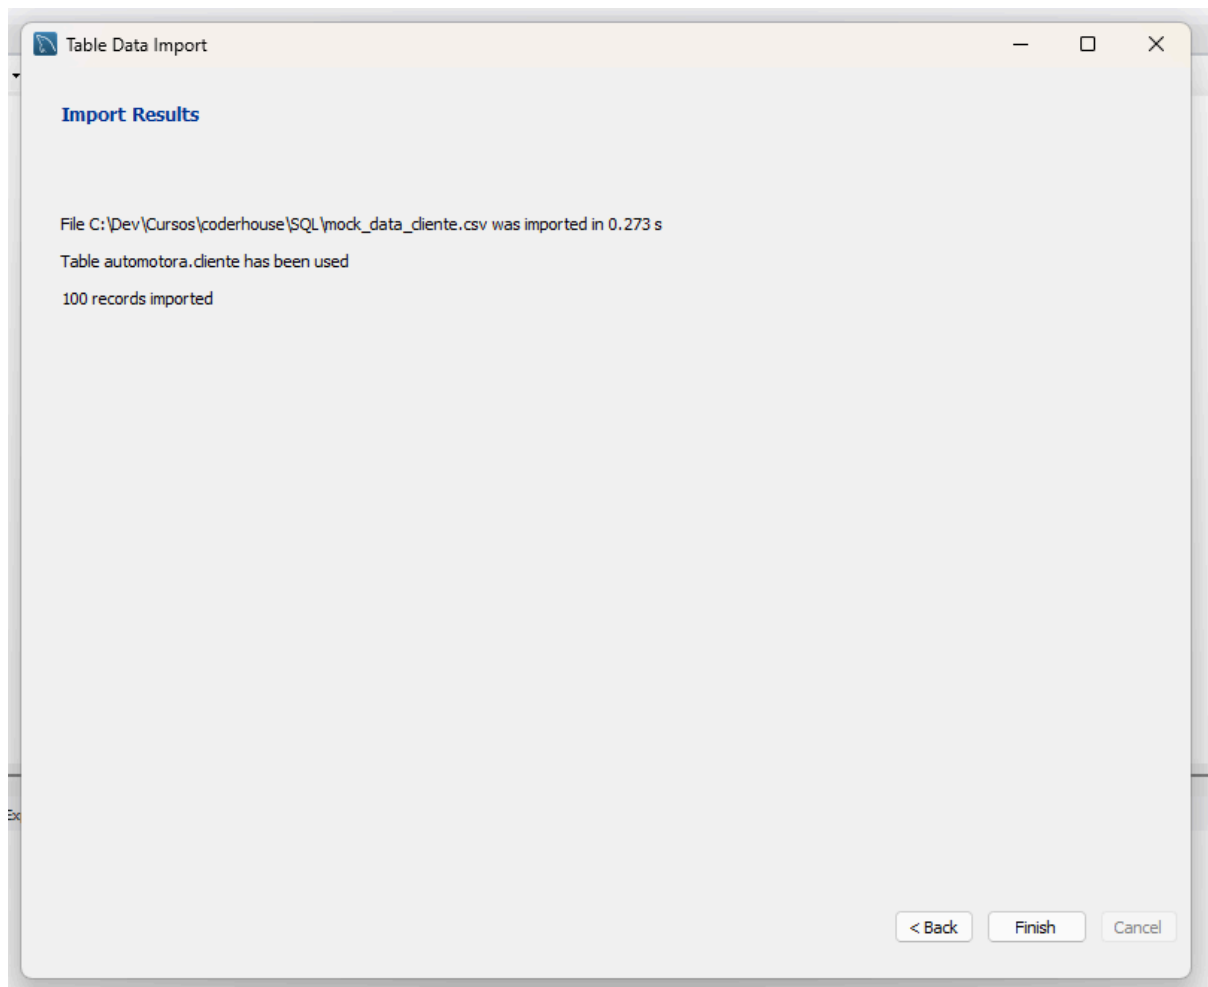 Table Data Import
Import Results
File C:\Dev\Cursos\coderhouse\SQL\mock_data_cliente.csv was imported in 0.273 s
Table automotora.cliente has been used
100 records imported
Ex
< Back
Finish
Cancel